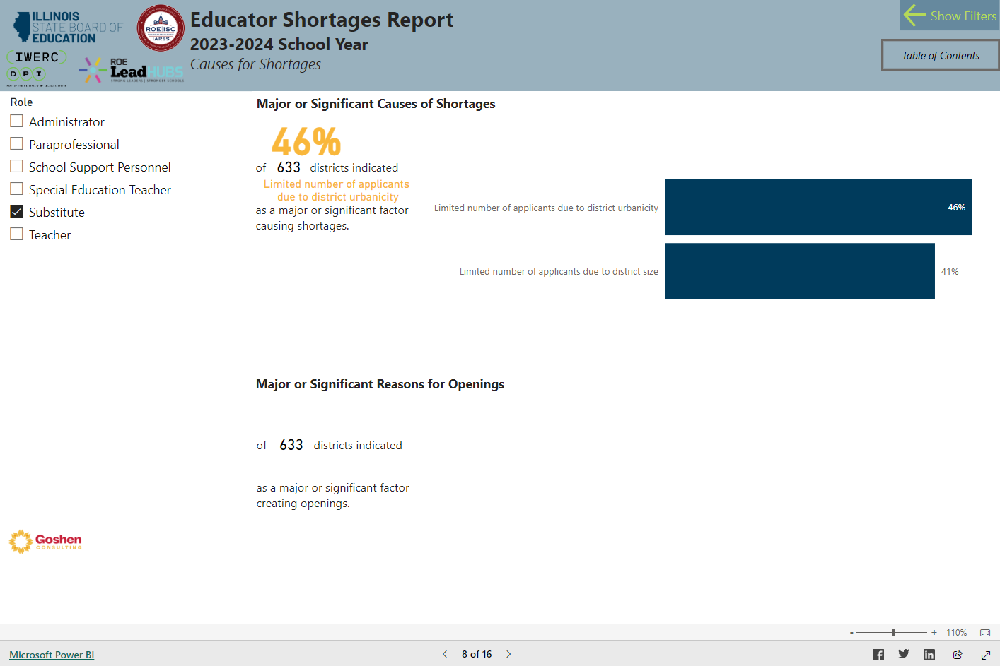 ILLINOIS
STATE BOARD OF
EDUCATION
ROE|ISC
IARSS
IWERC
DPI
ROE
LeadHUBS
STRONG LEADERS | STRONGER SCHOOLS
Educator Shortages Report
2023-2024 School Year
Causes for Shortages
Show Filters
Table of Contents
Role
Administrator
Paraprofessional
School Support Personnel
Special Education Teacher
Substitute
Teacher
Major or Significant Causes of Shortages
46%
of 633 districts indicated
Limited number of applicants
due to district urbanicity
as a major or significant factor
causing shortages.
Limited number of applicants due to district urbanicity 46%
Limited number of applicants due to district size 41%
Major or Significant Reasons for Openings
of 633 districts indicated
as a major or significant factor
creating openings.
Goshen
CONSULTING
- + 110%
Microsoft Power BI
8 of 16